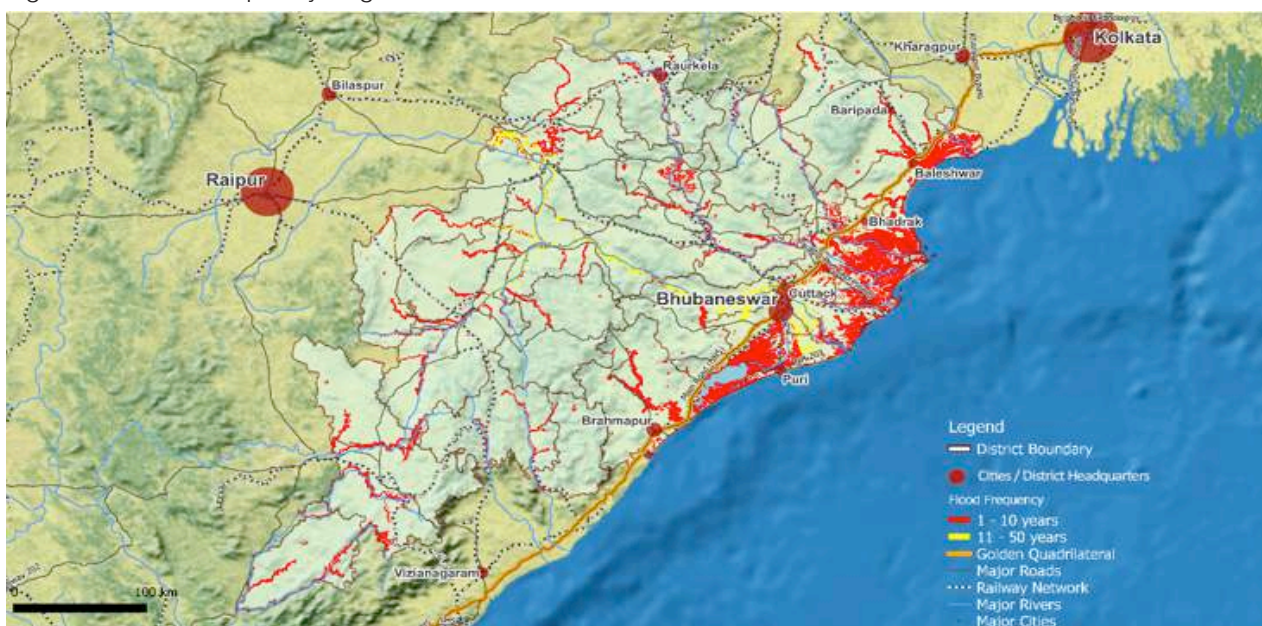 Kolkata
Kharagpur
Raurkela
Bilaspur
Baripada
Raipur
Baleshwar
Bhadrak
Bhubaneswar
Cuttack
Puri
Brahmapur
Vizianagaram
Legend
District Boundary
Cities / District Headquarters
Flood Frequency
1 - 10 years
11 - 50 years
Golden Quadrilateral
Major Roads
Railway Network
Major Rivers
Major Cities
0
100 km